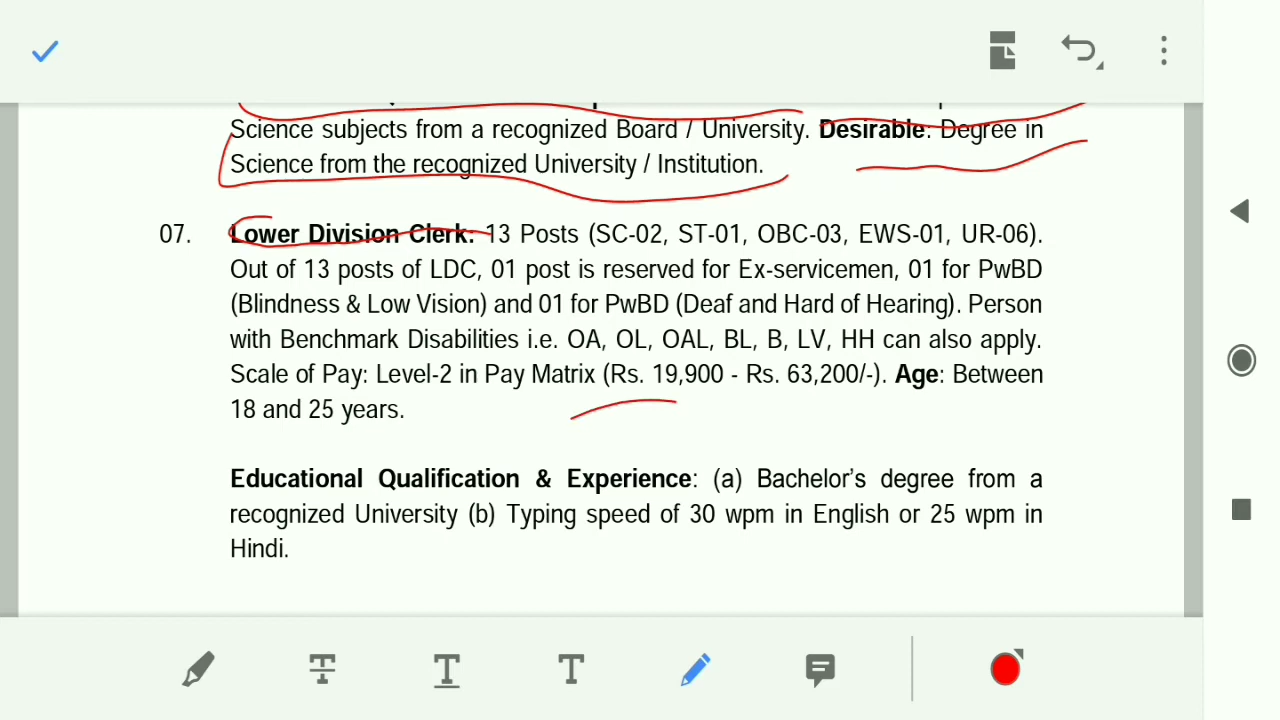 Science subjects from a recognized Board / University. Desirable: Degree in
Science from the recognized University / Institution.
07. Lower Division Clerk: 13 Posts (SC-02, ST-01, OBC-03, EWS-01, UR-06).
Out of 13 posts of LDC, 01 post is reserved for Ex-servicemen, 01 for PwBD
(Blindness & Low Vision) and 01 for PwBD (Deaf and Hard of Hearing). Person
with Benchmark Disabilities i.e. OA, OL, OAL, BL, B, LV, HH can also apply.
Scale of Pay: Level-2 in Pay Matrix (Rs. 19,900 - Rs. 63,200/-). Age: Between
18 and 25 years.
Educational Qualification & Experience: (a) Bachelor’s degree from a
recognized University (b) Typing speed of 30 wpm in English or 25 wpm in
Hindi.